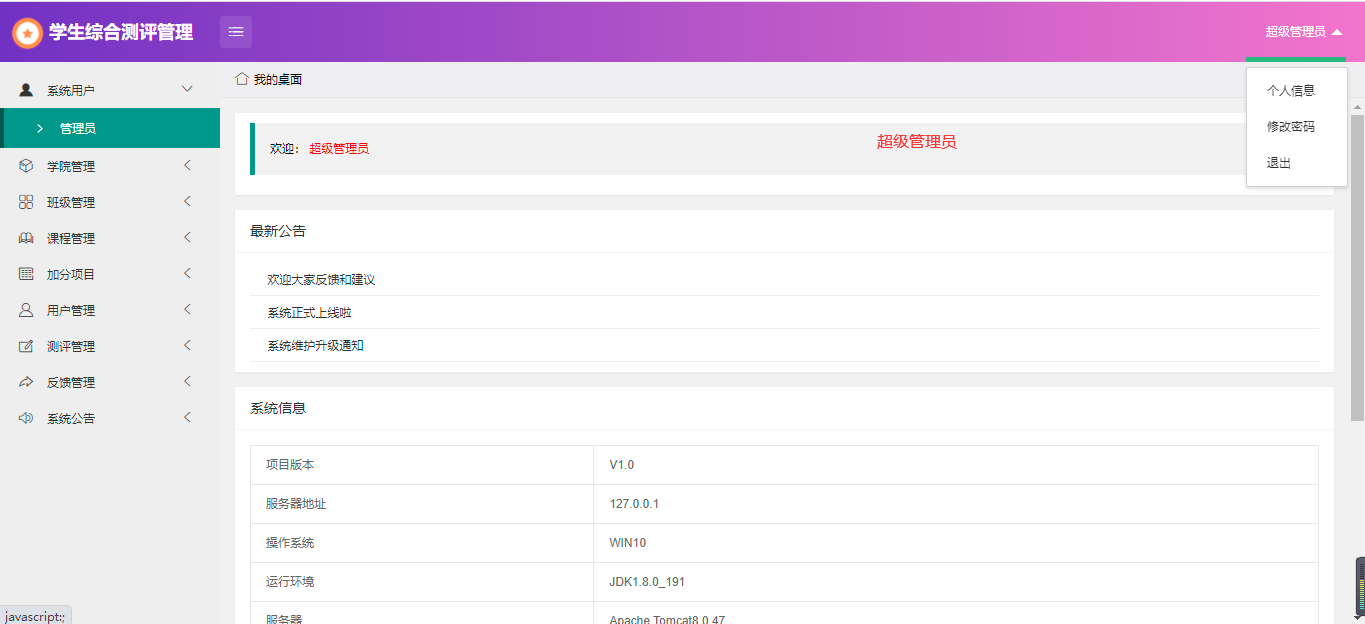 学生综合测评管理
超级管理员
系统用户
管理员
学院管理
班级管理
课程管理
加分项目
用户管理
测评管理
反馈管理
系统公告
我的桌面
个人信息
修改密码
退出
欢迎： 超级管理员
超级管理员
最新公告
欢迎大家反馈和建议
系统正式上线啦
系统维护升级通知
系统信息
项目版本 V1.0
服务器地址 127.0.0.1
操作系统 WIN10
运行环境 JDK1.8.0_191
服务器 Apache Tomcat8.0.47
javascript:;